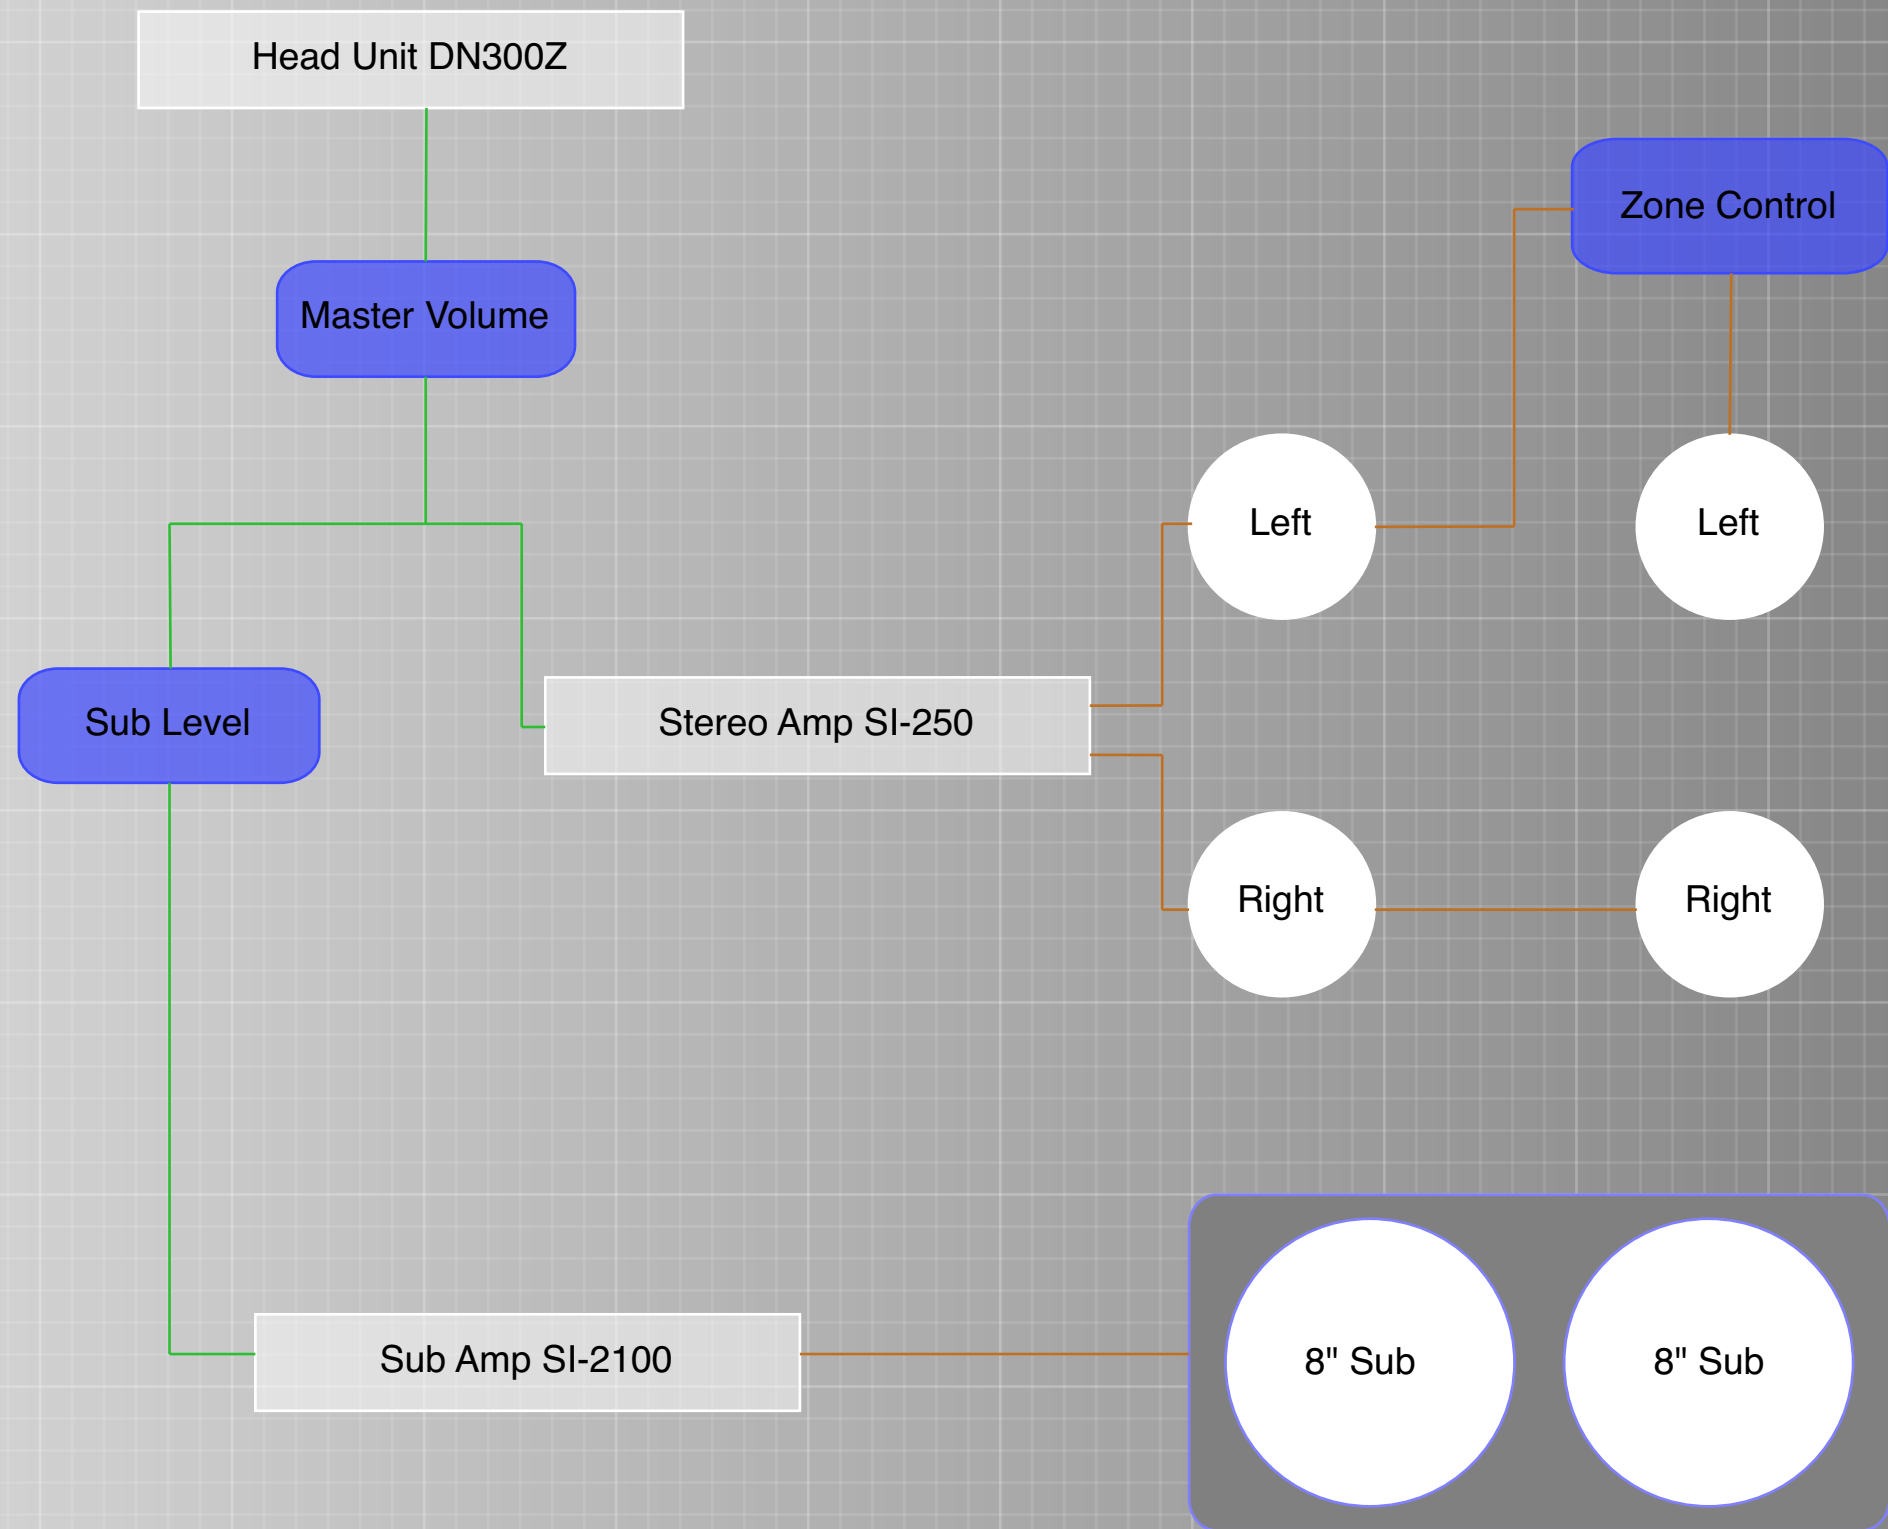 Head Unit DN300Z
Zone Control
Master Volume
Left
Left
Sub Level
Stereo Amp SI-250
Right
Right
Sub Amp SI-2100
8" Sub
8" Sub